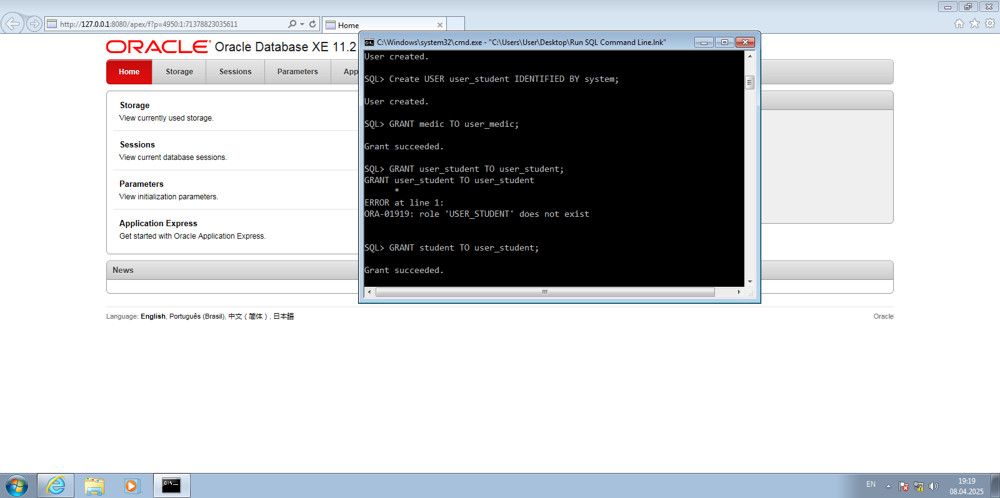 http://127.0.0.1:8080/apex/f?p=4950:1:71378823035611
Home
ORACLE Oracle Database XE 11.2
Home Storage Sessions Parameters Ap
Storage
View currently used storage.
Sessions
View current database sessions.
Parameters
View initialization parameters.
Application Express
Get started with Oracle Application Express.
News
Language: English, Português (Brasil), 中文（简体）, 日本語
Oracle
C:\Windows\system32\cmd.exe - "C:\Users\User\Desktop\Run SQL Command Line.lnk"
User created.
SQL> Create USER user_student IDENTIFIED BY system;
User created.
SQL> GRANT medic TO user_medic;
Grant succeeded.
SQL> GRANT user_student TO user_student;
GRANT user_student TO user_student
*
ERROR at line 1:
ORA-01919: role 'USER_STUDENT' does not exist
SQL> GRANT student TO user_student;
Grant succeeded.
C:\.
EN
19:19
08.04.2025